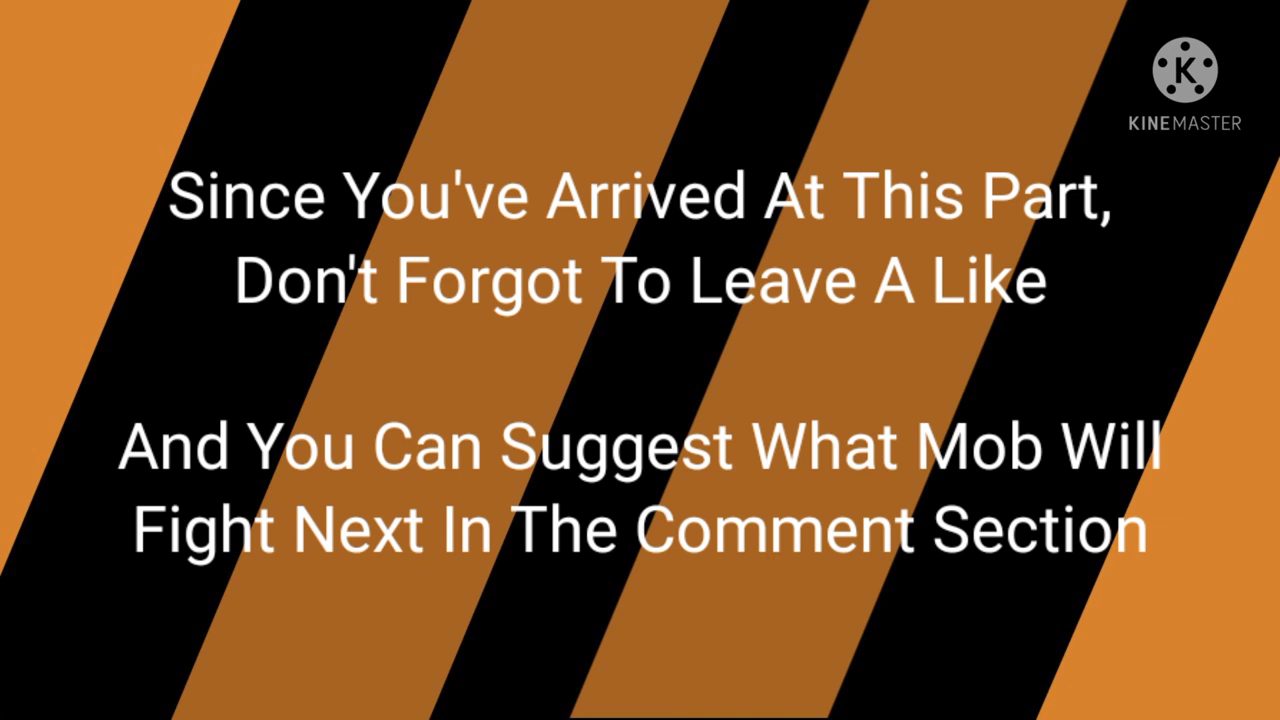 K
KINEMASTER
Since You've Arrived At This Part,
Don't Forgot To Leave A Like
And You Can Suggest What Mob Will
Fight Next In The Comment Section